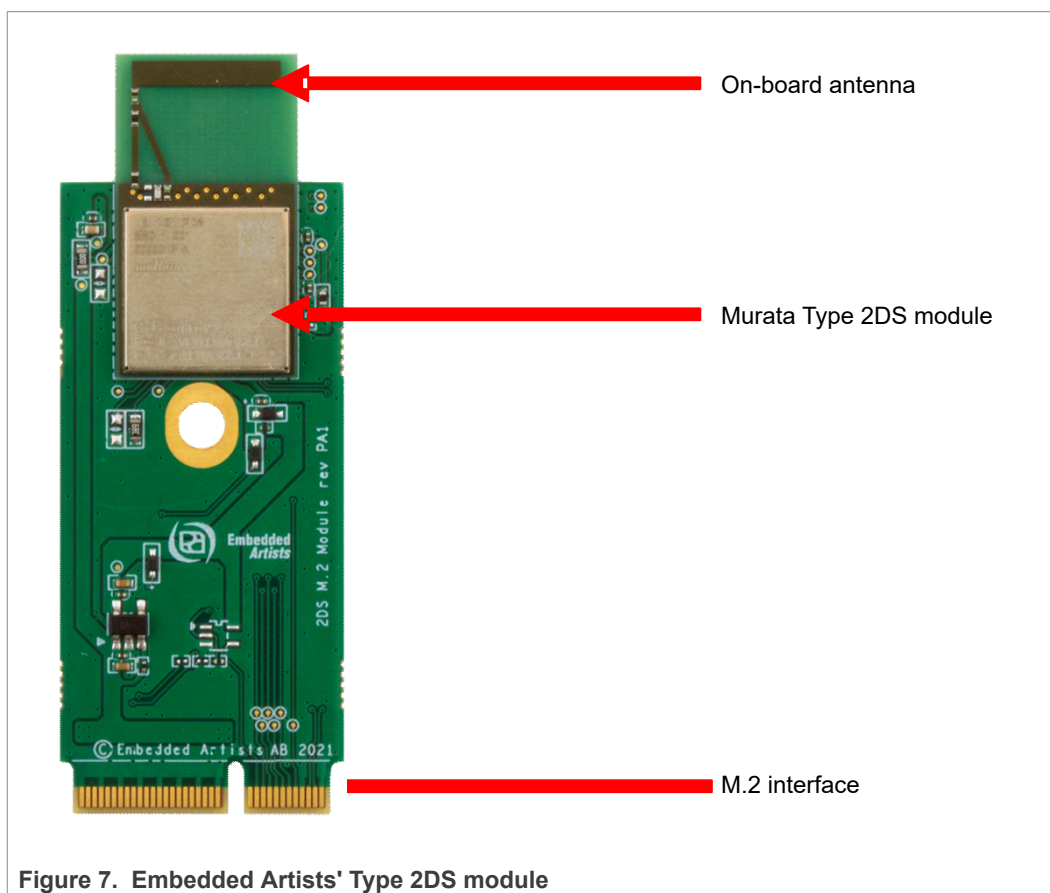 On-board antenna
Murata Type 2DS module
Embedded
Artists
2DS M.2 Module rev PA1
© Embedded Artists AB 2021
M.2 interface
Figure 7. Embedded Artists' Type 2DS module